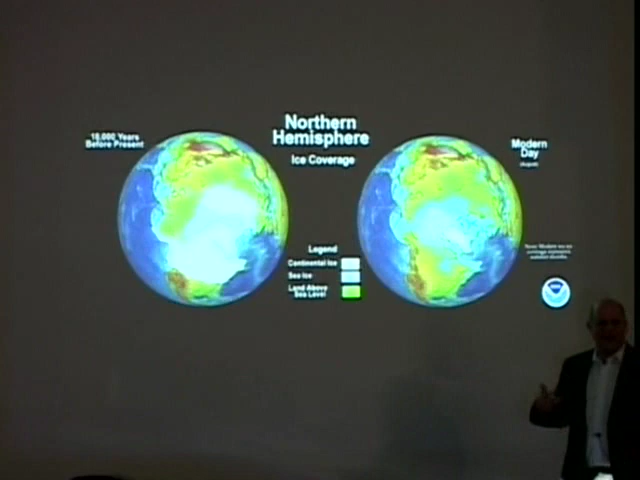 Northern
Hemisphere
Ice Coverage
18,000 Years
Before Present
Modern
Day
(August)
Legend
Continental Ice
Sea Ice
Land Above
Sea Level